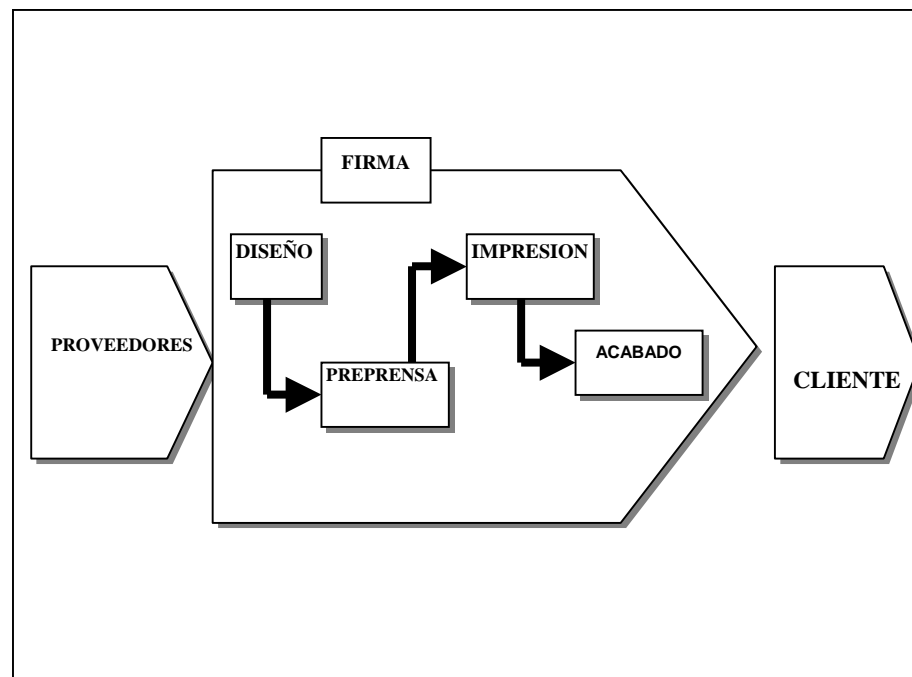 FIRMA
DISEÑO
IMPRESION
PROVEEDORES
PREPRENSA
ACABADO
CLIENTE